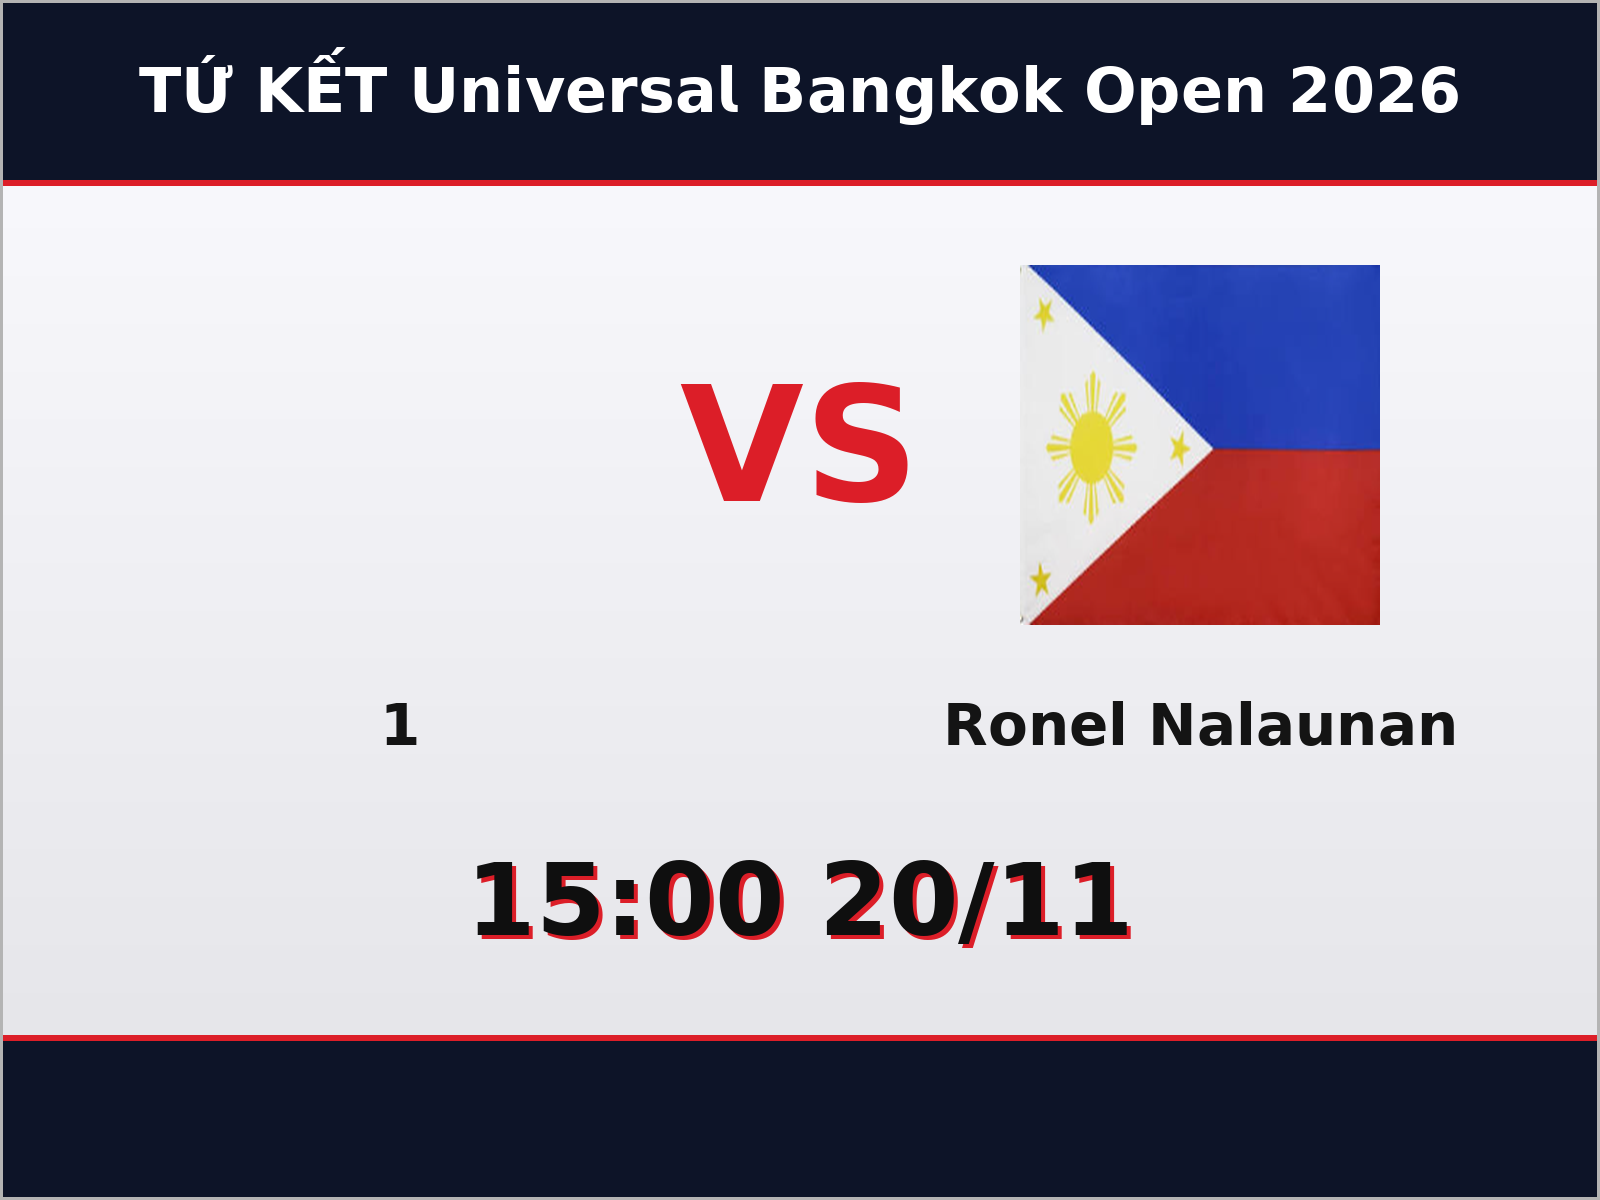 TỨ KẾT Universal Bangkok Open 2026
VS
1
Ronel Nalaunan
15:00 20/11